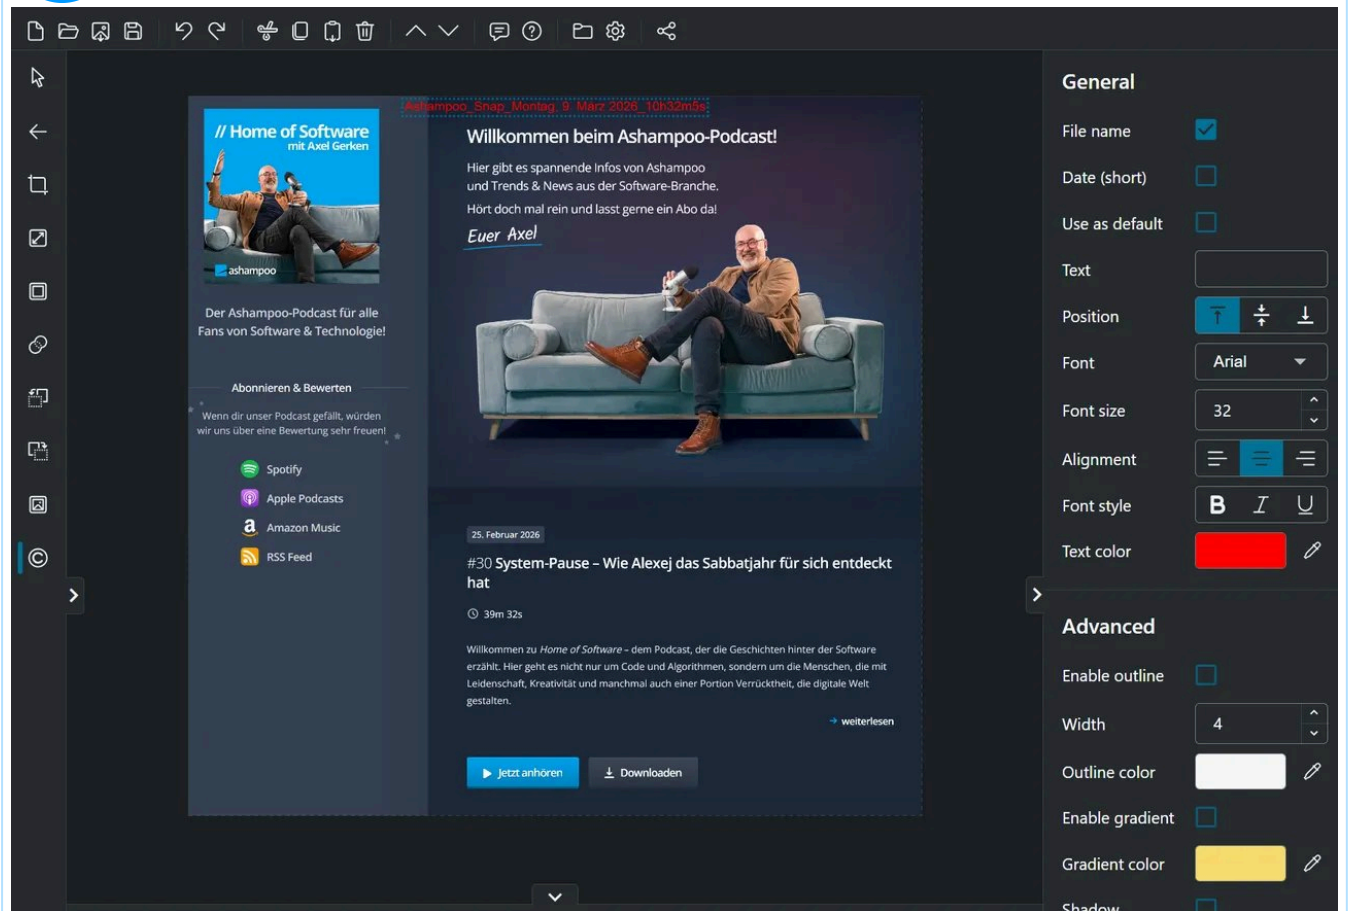 General
File name
Date (short)
Use as default
Text
Position
Font
Arial
Font size
32
Alignment
Font style
B I U
Text color
Advanced
Enable outline
Width
4
Outline color
Enable gradient
Gradient color
Shadow
Ashampoo_Snap_Montag, 9. März 2026_10h32m5s
// Home of Software
mit Axel Gerken
ashampoo
Der Ashampoo-Podcast für alle
Fans von Software & Technologie!
Abonnieren & Bewerten
Wenn dir unser Podcast gefällt, würden
wir uns über eine Bewertung sehr freuen!
Spotify
Apple Podcasts
Amazon Music
RSS Feed
Willkommen beim Ashampoo-Podcast!
Hier gibt es spannende Infos von Ashampoo
und Trends & News aus der Software-Branche.
Hört doch mal rein und lasst gerne ein Abo da!
Euer Axel
25. Februar 2026
#30 System-Pause – Wie Alexej das Sabbatjahr für sich entdeckt
hat
39m 32s
Willkommen zu Home of Software – dem Podcast, der die Geschichten hinter der Software
erzählt. Hier geht es nicht nur um Code und Algorithmen, sondern um die Menschen, die mit
Leidenschaft, Kreativität und manchmal auch einer Portion Verrücktheit, die digitale Welt
gestalten.
weiterlesen
Jetzt anhören
Downloaden